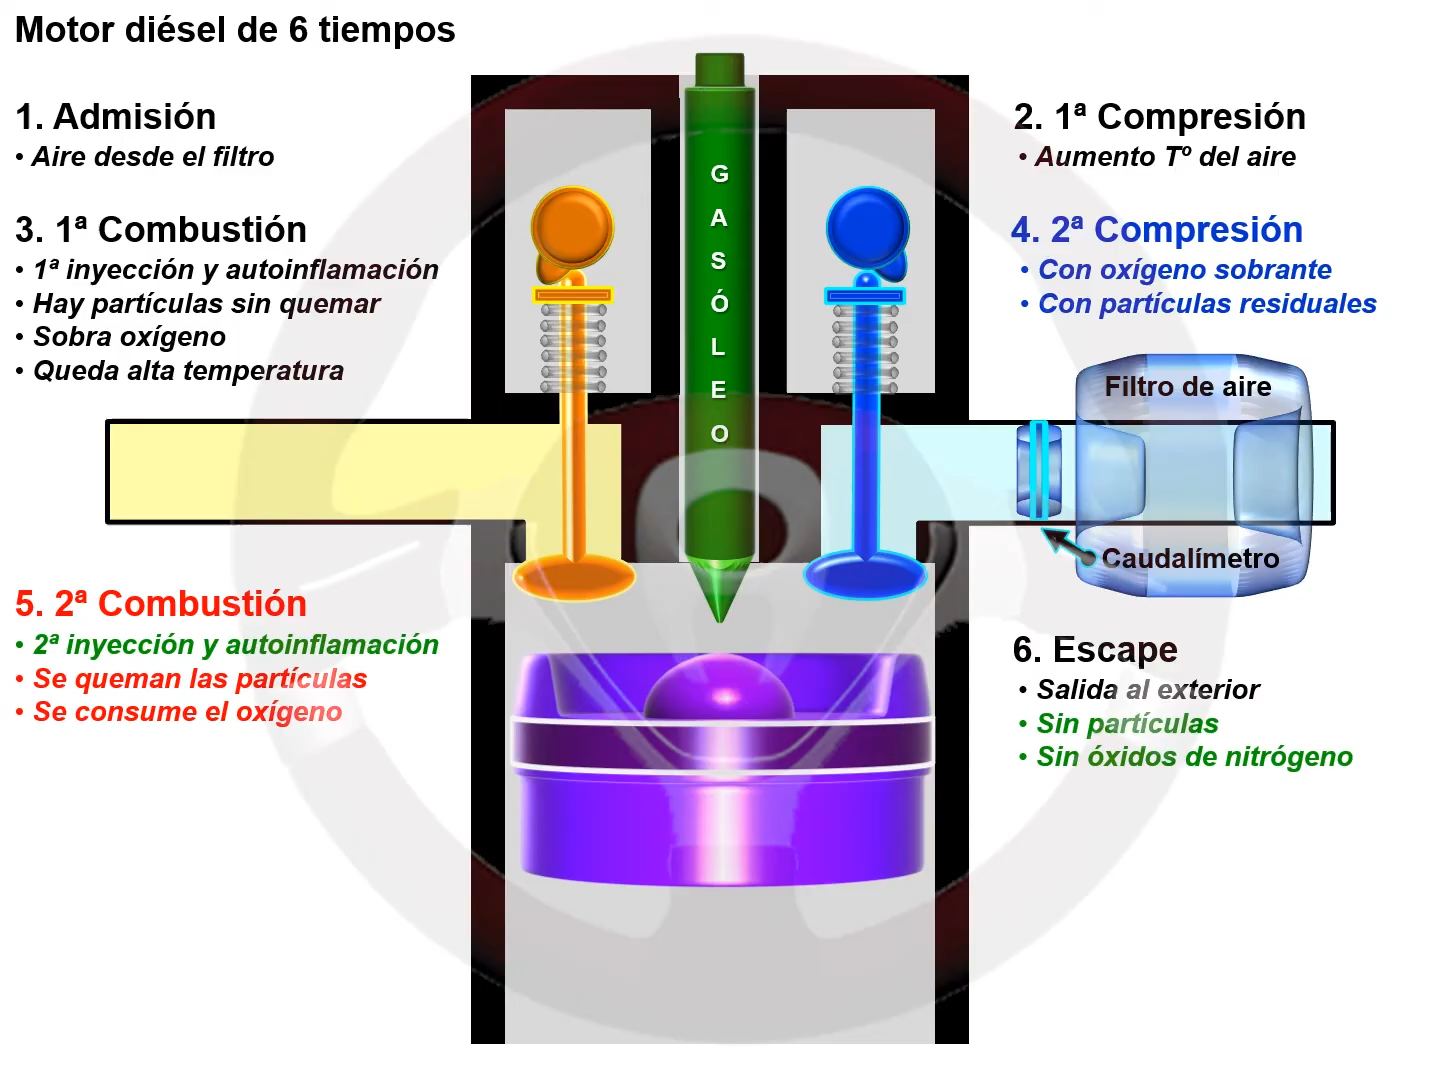 Motor diésel de 6 tiempos
1. Admisión
• Aire desde el filtro
2. 1ª Compresión
• Aumento Tº del aire
3. 1ª Combustión
• 1ª inyección y autoinflamación
• Hay partículas sin quemar
• Sobra oxígeno
• Queda alta temperatura
4. 2ª Compresión
• Con oxígeno sobrante
• Con partículas residuales
GASÓLEO
Filtro de aire
Caudalímetro
5. 2ª Combustión
• 2ª inyección y autoinflamación
• Se queman las partículas
• Se consume el oxígeno
6. Escape
• Salida al exterior
• Sin partículas
• Sin óxidos de nitrógeno